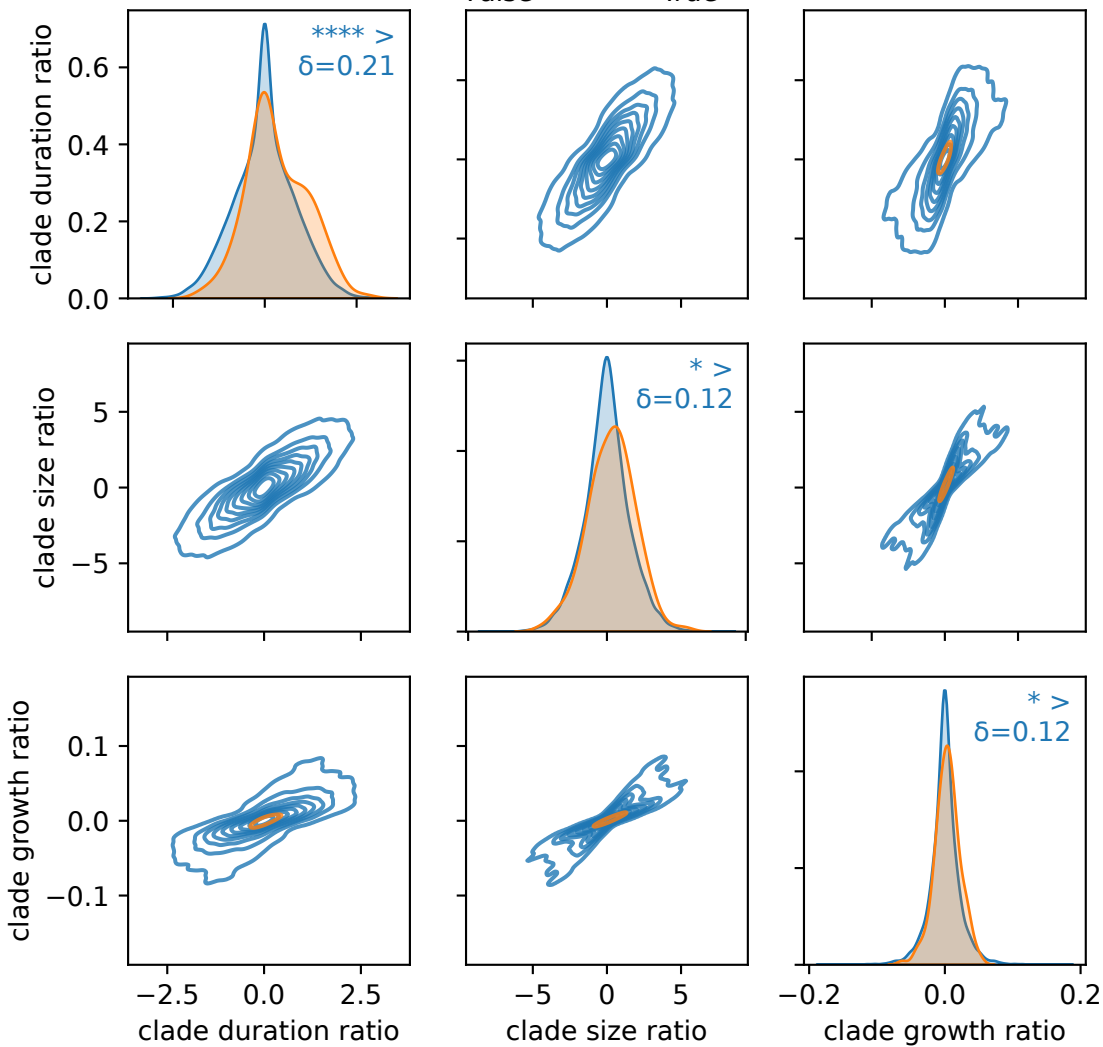 clade duration ratio
0.6
0.4
0.2
0.0
**** >
δ=0.21
clade size ratio
5
0
−5
* >
δ=0.12
clade growth ratio
0.1
0.0
−0.1
* >
δ=0.12
−2.5 0.0 2.5
−5 0 5
−0.2 0.0 0.2
clade duration ratio
clade size ratio
clade growth ratio